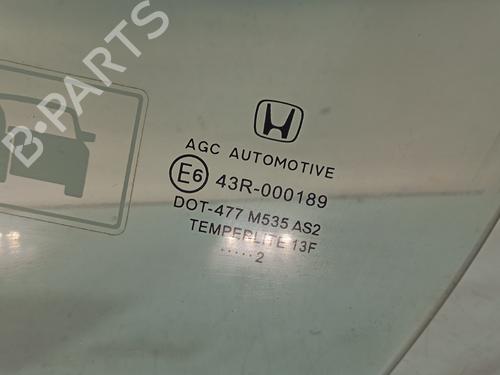 B-PARTS
AGC AUTOMOTIVE
E6 43R-000189
DOT-477 M535 AS2
TEMPERLITE 13F
.....2